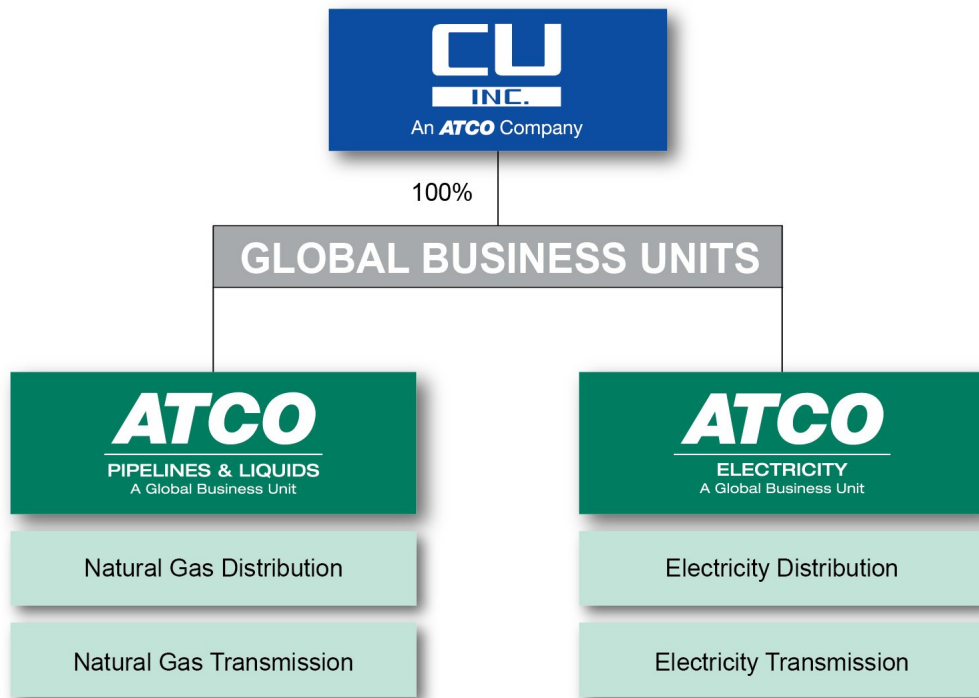 CU
INC.
An ATCO Company
100%
GLOBAL BUSINESS UNITS
ATCO
PIPELINES & LIQUIDS
A Global Business Unit
Natural Gas Distribution
Natural Gas Transmission
ATCO
ELECTRICITY
A Global Business Unit
Electricity Distribution
Electricity Transmission